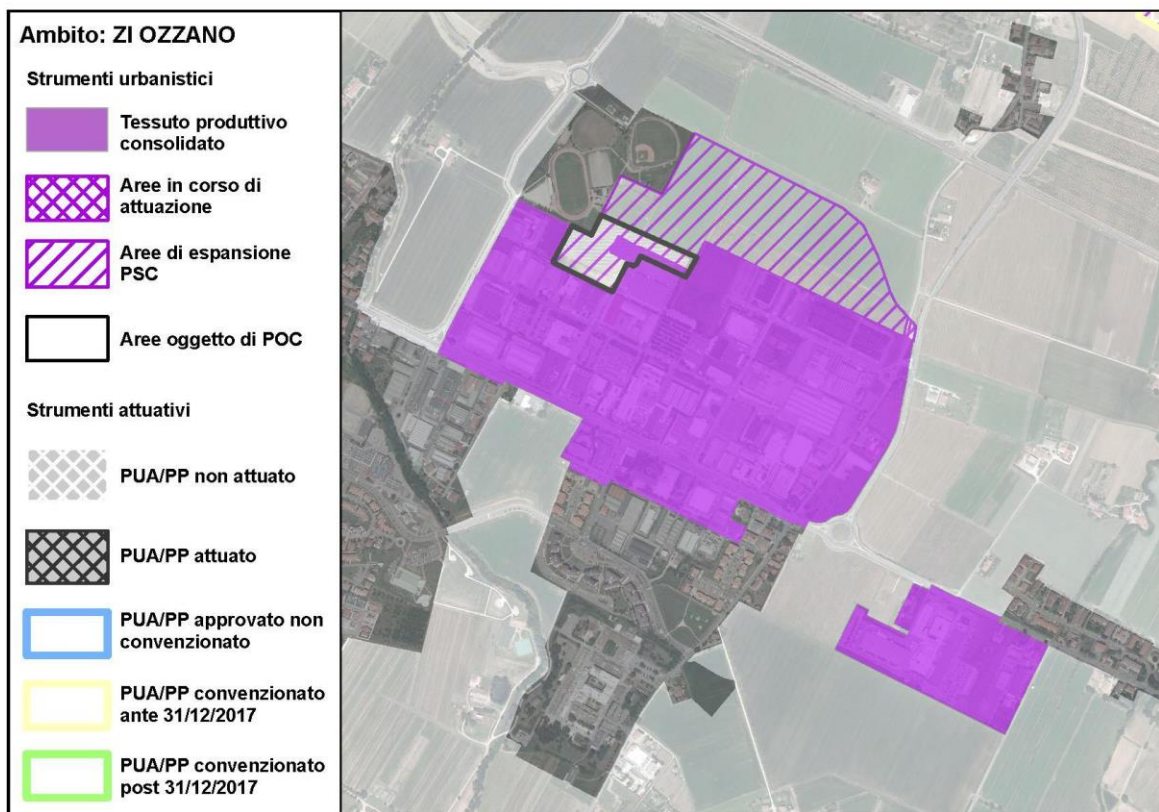 Ambito: ZI OZZANO
Strumenti urbanistici
Tessuto produttivo
consolidato
Aree in corso di
attuazione
Aree di espansione
PSC
Aree oggetto di POC
Strumenti attuativi
PUA/PP non attuato
PUA/PP attuato
PUA/PP approvato non
convenzionato
PUA/PP convenzionato
ante 31/12/2017
PUA/PP convenzionato
post 31/12/2017